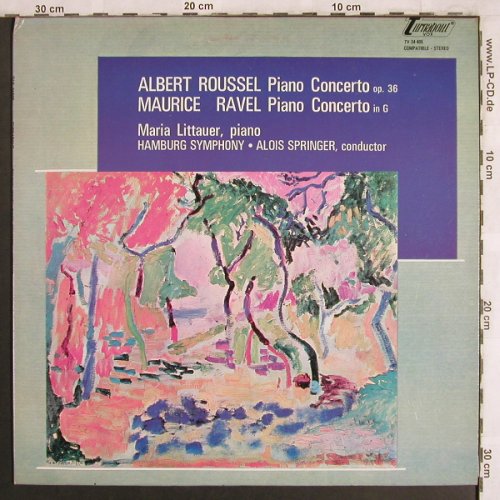 30 cm
20 cm
10 cm
Turnabout
VOX
TV 34 405
COMPATIBLE - STEREO
ALBERT ROUSSEL Piano Concerto op. 36
MAURICE RAVEL Piano Concerto in G
Maria Littauer, piano
HAMBURG SYMPHONY • ALOIS SPRINGER, conductor
www.LP-CD.de
10 cm
20 cm
30 cm